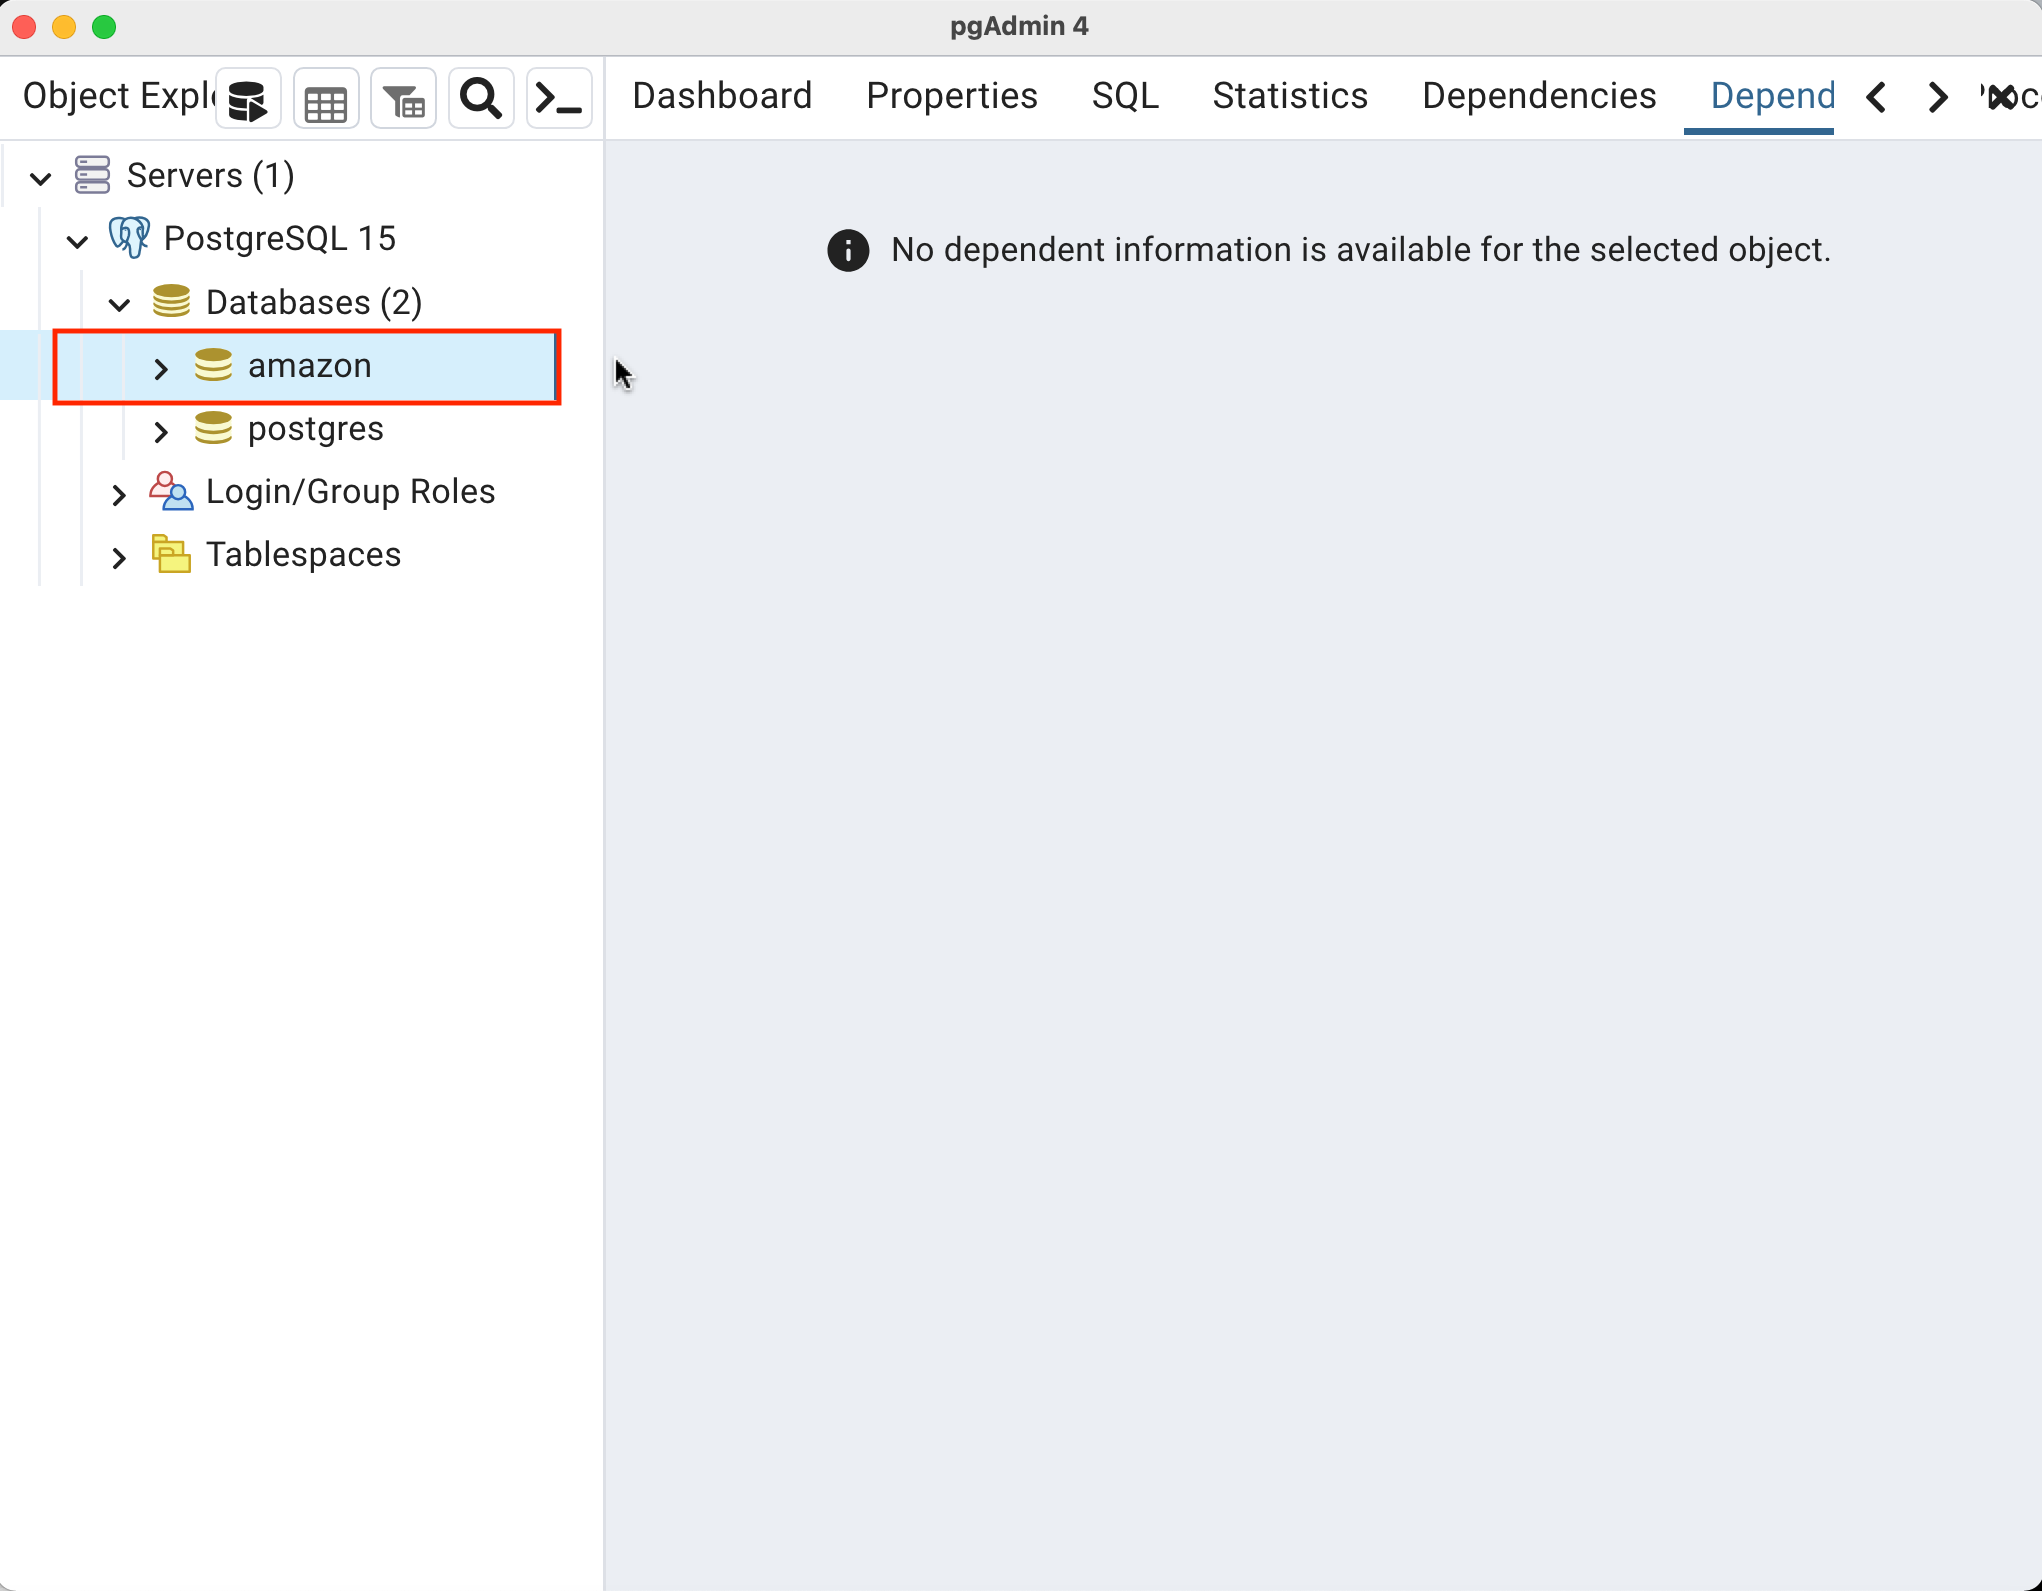 pgAdmin 4
Object Expl
Dashboard Properties SQL Statistics Dependencies Depend
Servers (1)
PostgreSQL 15
Databases (2)
amazon
postgres
Login/Group Roles
Tablespaces
No dependent information is available for the selected object.